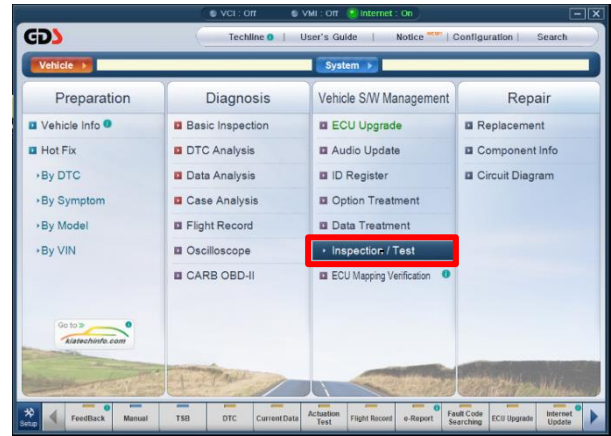 VCI : Off VMI : Off Internet : On
GDS
Techline | User's Guide | Notice | Configuration | Search
Vehicle System
Preparation Diagnosis Vehicle S/W Management Repair
Vehicle Info Basic Inspection ECU Upgrade Replacement
Hot Fix DTC Analysis Audio Update Component Info
By DTC Data Analysis ID Register Circuit Diagram
By Symptom Case Analysis Option Treatment
By Model Flight Record Data Treatment
By VIN Oscilloscope Inspection / Test
CARB OBD-II ECU Mapping Verification
Go to
kiatechinfo.com
Setup FeedBack Manual TSB DTC Current Data Actuation Test Flight Record e-Report Fault Code Searching ECU Upgrade Internet Update